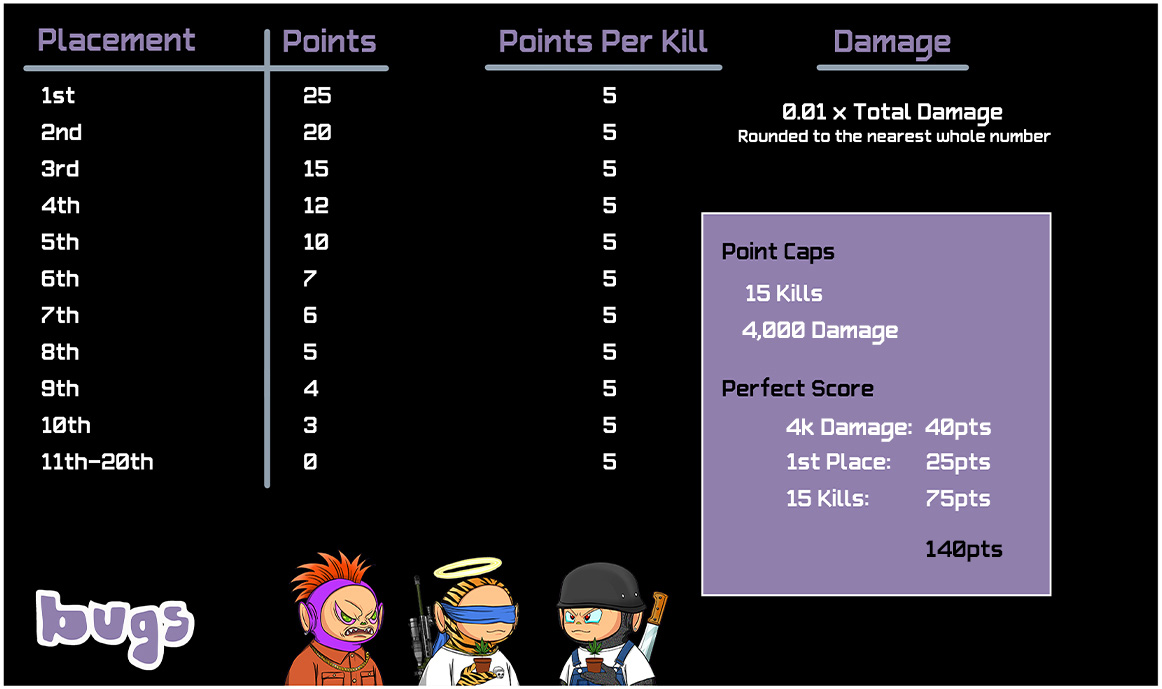 Placement Points Points Per Kill Damage
1st 25 5
2nd 20 5
3rd 15 5
4th 12 5
5th 10 5
6th 7 5
7th 6 5
8th 5 5
9th 4 5
10th 3 5
11th-20th 0 5
0.01 x Total Damage
Rounded to the nearest whole number
Point Caps
15 Kills
4,000 Damage
Perfect Score
4k Damage: 40pts
1st Place: 25pts
15 Kills: 75pts
140pts
bugs